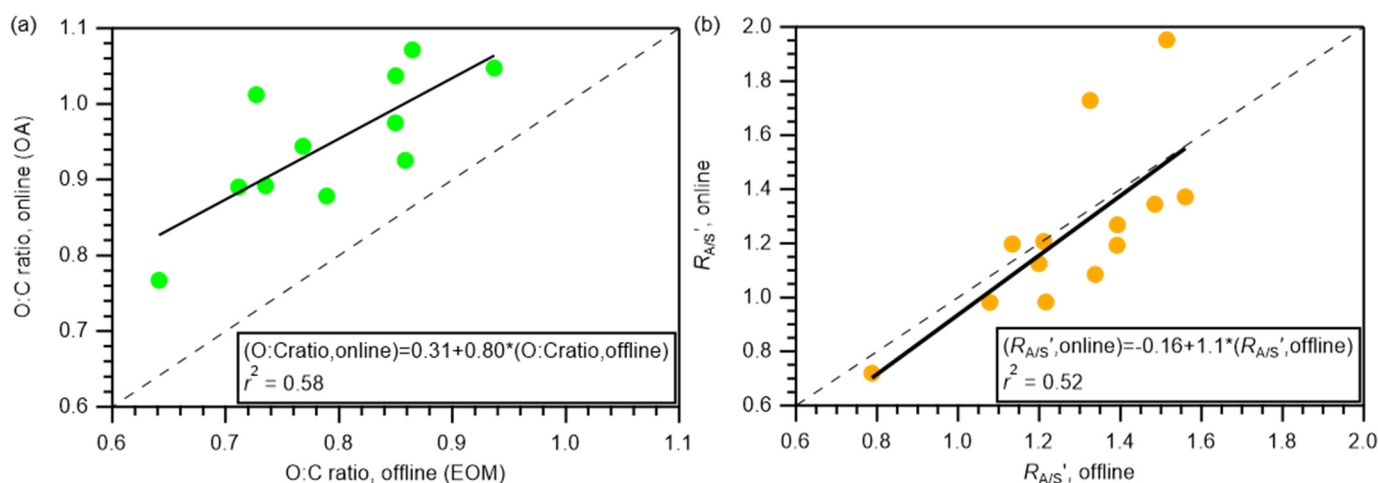 (a)
1.1
1.0
0.9
0.8
0.7
0.6
O:C ratio, online (OA)
(O:Cratio,online)=0.31+0.80*(O:Cratio,offline)
r² = 0.58
0.6 0.7 0.8 0.9 1.0 1.1
O:C ratio, offline (EOM)
(b)
2.0
1.8
1.6
1.4
1.2
1.0
0.8
0.6
R_A/S', online
(R_A/S',online)=-0.16+1.1*(R_A/S',offline)
r² = 0.52
0.6 0.8 1.0 1.2 1.4 1.6 1.8 2.0
R_A/S', offline